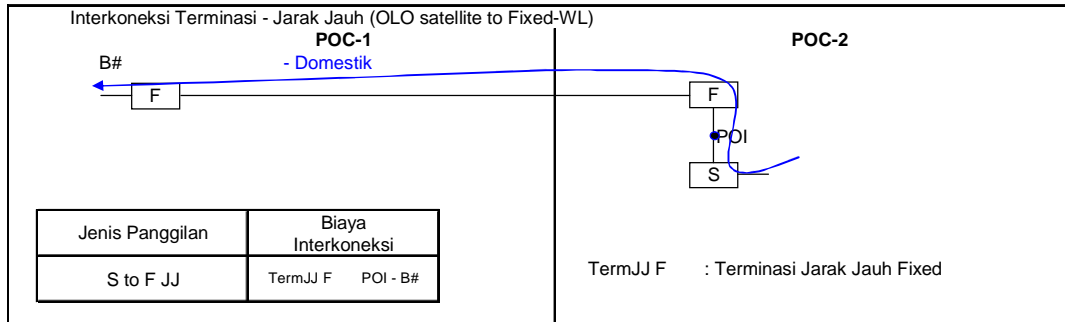 Interkoneksi Terminasi - Jarak Jauh (OLO satellite to Fixed-WL)
POC-1
POC-2
B#
- Domestik
F
F
POI
S
Jenis Panggilan
Biaya
Interkoneksi
S to F JJ
TermJJ F POI - B#
TermJJ F : Terminasi Jarak Jauh Fixed